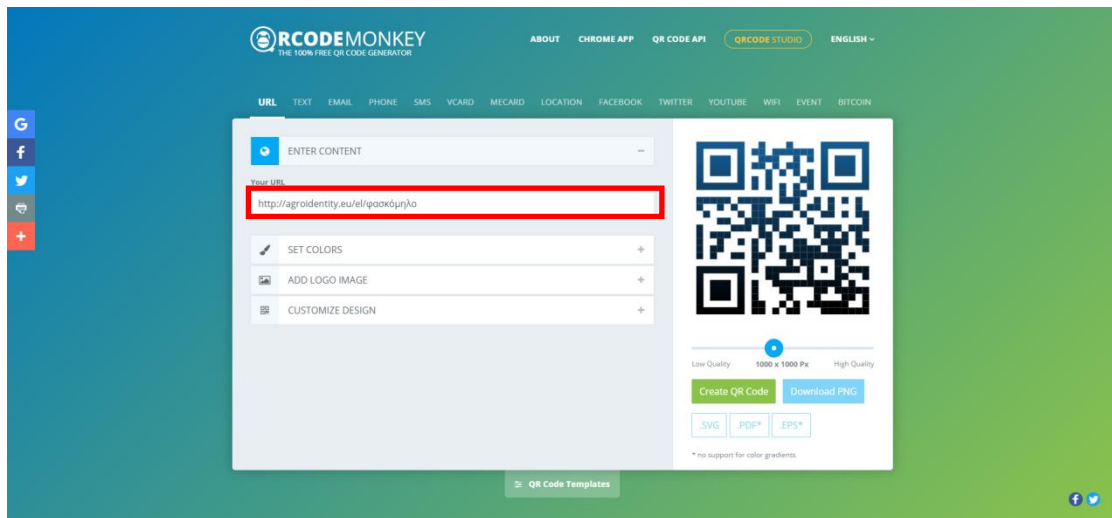 QRCODEMONKEY
THE 100% FREE QR CODE GENERATOR
ABOUT CHROME APP QR CODE API QRCODE STUDIO ENGLISH
URL TEXT EMAIL PHONE SMS VCARD MECARD LOCATION FACEBOOK TWITTER YOUTUBE WIFI EVENT BITCOIN
ENTER CONTENT
Your URL
http://agroidentity.eu/el/φασκόμηλο
SET COLORS
ADD LOGO IMAGE
CUSTOMIZE DESIGN
Low Quality 1000 x 1000 Px High Quality
Create QR Code Download PNG
.SVG .PDF* .EPS*
* no support for color gradients
QR Code Templates